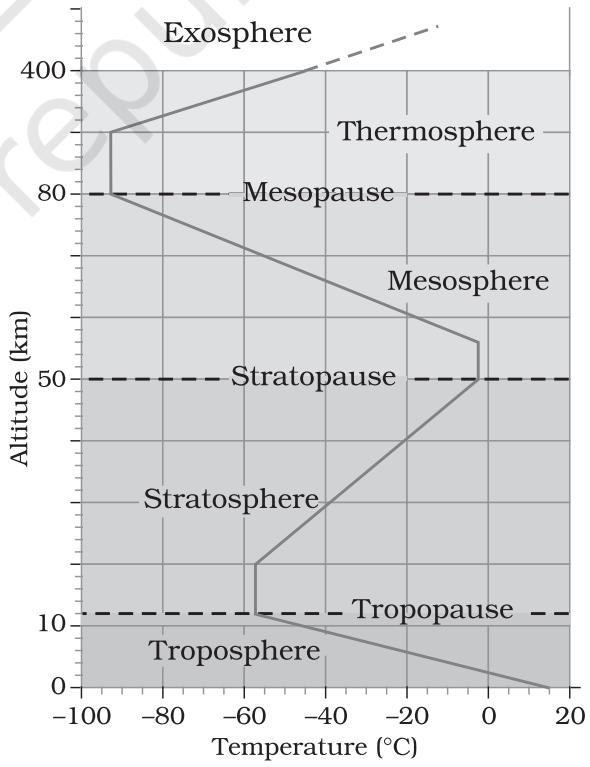 Exosphere
400
Thermosphere
80
Mesopause
Mesosphere
Altitude (km)
50
Stratopause
Stratosphere
Tropopause
10
Troposphere
0
–100 –80 –60 –40 –20 0 20
Temperature (°C)
repu